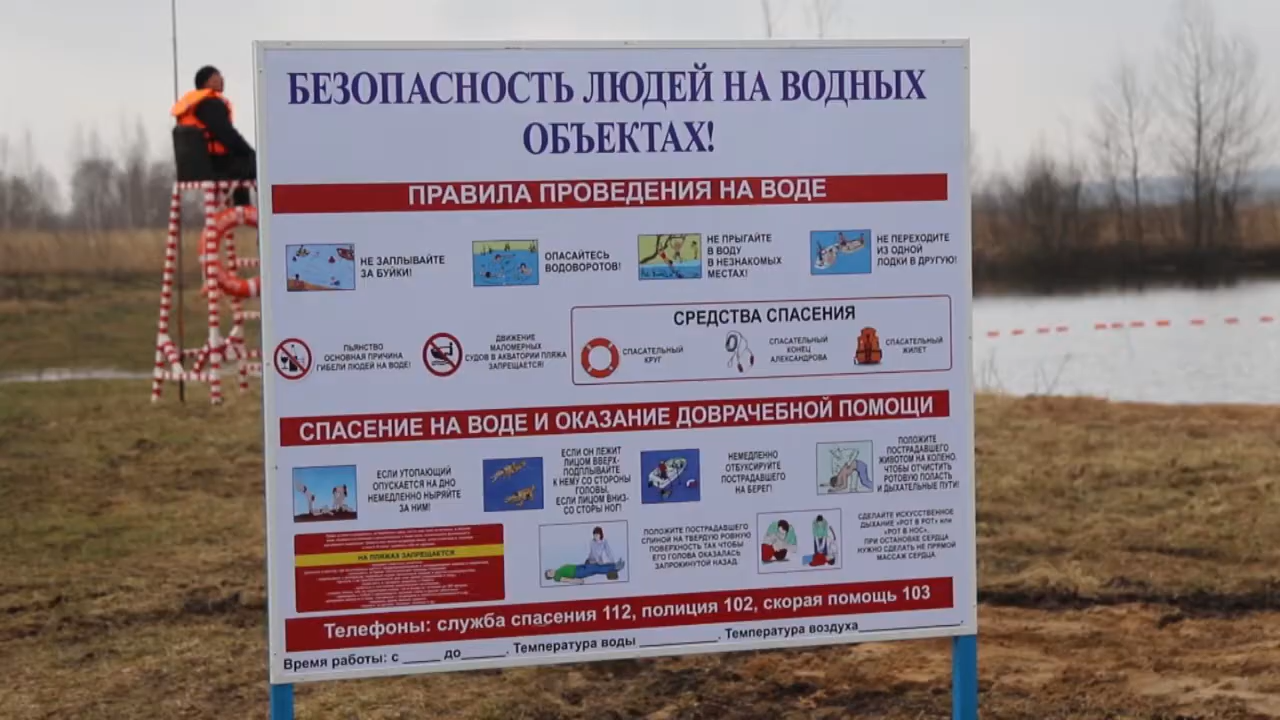 БЕЗОПАСНОСТЬ ЛЮДЕЙ НА ВОДНЫХ
ОБЪЕКТАХ!
ПРАВИЛА ПРОВЕДЕНИЯ НА ВОДЕ
НЕ ЗАПЛЫВАЙТЕ
ЗА БУЙКИ!
ОПАСАЙТЕСЬ
ВОДОВОРОТОВ!
НЕ ПРЫГАЙТЕ
В ВОДУ
В НЕЗНАКОМЫХ
МЕСТАХ!
НЕ ПЕРЕХОДИТЕ
ИЗ ОДНОЙ
ЛОДКИ В ДРУГУЮ!
ПЬЯНСТВО
ОСНОВНАЯ ПРИЧИНА
ГИБЕЛИ ЛЮДЕЙ НА ВОДЕ!
ДВИЖЕНИЕ
МАЛОМЕРНЫХ
СУДОВ В АКВАТОРИИ ПЛЯЖА
ЗАПРЕЩАЕТСЯ!
СРЕДСТВА СПАСЕНИЯ
СПАСАТЕЛЬНЫЙ
КРУГ
СПАСАТЕЛЬНЫЙ
КОНЕЦ
АЛЕКСАНДРОВА
СПАСАТЕЛЬНЫЙ
ЖИЛЕТ
СПАСЕНИЕ НА ВОДЕ И ОКАЗАНИЕ ДОВРАЧЕБНОЙ ПОМОЩИ
ЕСЛИ УТОПАЮЩИЙ
ОПУСКАЕТСЯ НА ДНО
НЕМЕДЛЕННО НЫРЯЙТЕ
ЗА НИМ!
ЕСЛИ ОН ЛЕЖИТ
ЛИЦОМ ВВЕРХ-
ПОДПЛЫВАЙТЕ
К НЕМУ СО СТОРОНЫ
ГОЛОВЫ,
ЕСЛИ ЛИЦОМ ВНИЗ-
СО СТОРЫ НОГ!
НЕМЕДЛЕННО
ОТБУКСИРУЙТЕ
ПОСТРАДАВШЕГО
НА БЕРЕГ!
ПОЛОЖИТЕ
ПОСТРАДАВШЕГО
ЖИВОТОМ НА КОЛЕНО,
ЧТОБЫ ОТЧИСТИТЬ
РОТОВУЮ ПОЛАСТЬ
И ДЫХАТЕЛЬНЫЕ ПУТИ!
НА ПЛЯЖАХ ЗАПРЕЩАЕТСЯ
ПОЛОЖИТЕ ПОСТРАДАВШЕГО
СПИНОЙ НА ТВЕРДУЮ РОВНУЮ
ПОВЕРХНОСТЬ ТАК ЧТОБЫ
ЕГО ГОЛОВА ОКАЗАЛАСЬ
ЗАПРОКИНУТОЙ НАЗАД.
СДЕЛАЙТЕ ИСКУССТВЕННОЕ
ДЫХАНИЕ «РОТ В РОТ» ИЛИ
«РОТ В НОС».
ПРИ ОСТАНОВКЕ СЕРДЦА
НУЖНО СДЕЛАТЬ НЕ ПРЯМОЙ
МАССАЖ СЕРДЦА
Телефоны: служба спасения 112, полиция 102, скорая помощь 103
Время работы: с _____ до______. Температура воды ___________. Температура воздуха______________